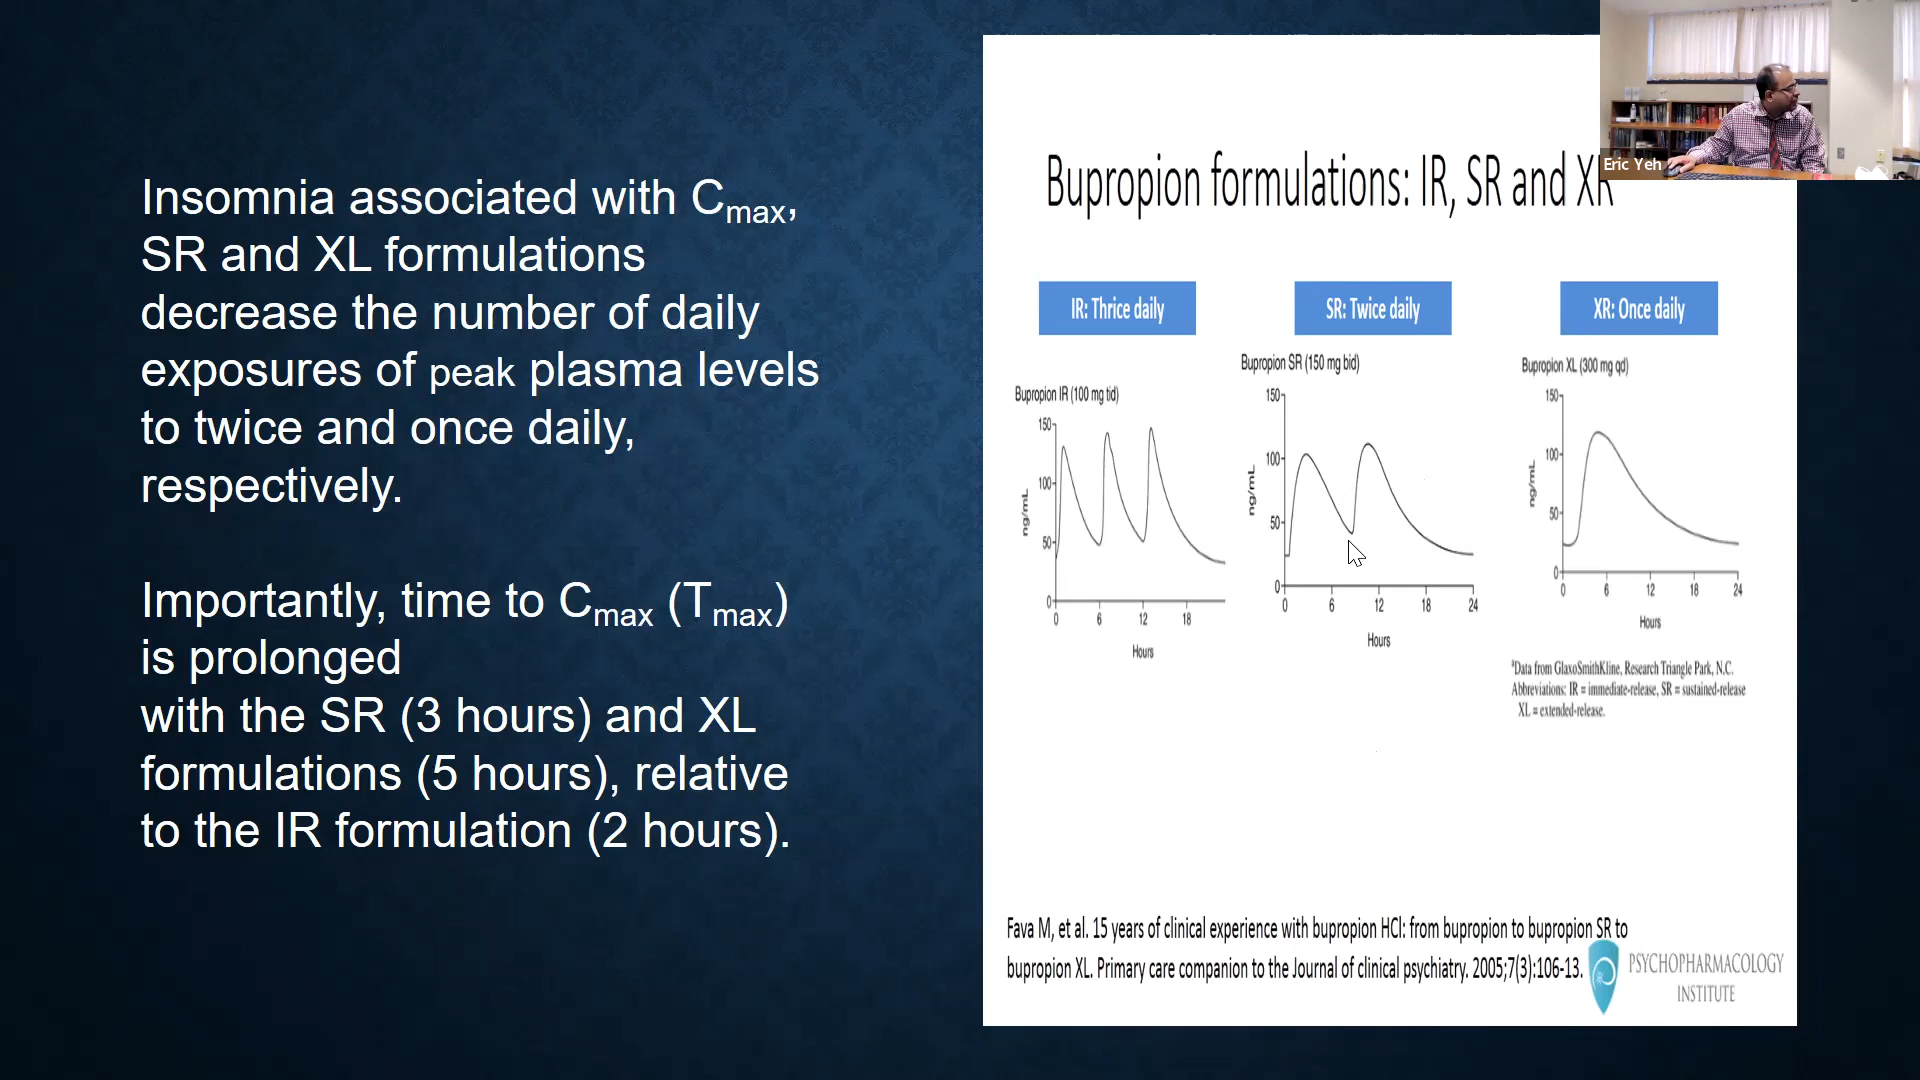 Insomnia associated with Cmax,
SR and XL formulations
decrease the number of daily
exposures of peak plasma levels
to twice and once daily,
respectively.
Importantly, time to Cmax (Tmax)
is prolonged
with the SR (3 hours) and XL
formulations (5 hours), relative
to the IR formulation (2 hours).
Bupropion formulations: IR, SR and XR
Eric Yeh
IR: Thrice daily
SR: Twice daily
XR: Once daily
Bupropion IR (100 mg tid)
150
100
50
0
ng/mL
0 6 12 18
Hours
Bupropion SR (150 mg bid)
150
100
50
0
ng/mL
0 6 12 18 24
Hours
Bupropion XL (300 mg qd)
150
100
50
0
ng/mL
0 6 12 18 24
Hours
aData from GlaxoSmithKline, Research Triangle Park, N.C.
Abbreviations: IR = immediate-release, SR = sustained-release
XL = extended-release.
Fava M, et al. 15 years of clinical experience with bupropion HCl: from bupropion to bupropion SR to
bupropion XL. Primary care companion to the Journal of clinical psychiatry. 2005;7(3):106-13.
PSYCHOPHARMACOLOGY
INSTITUTE